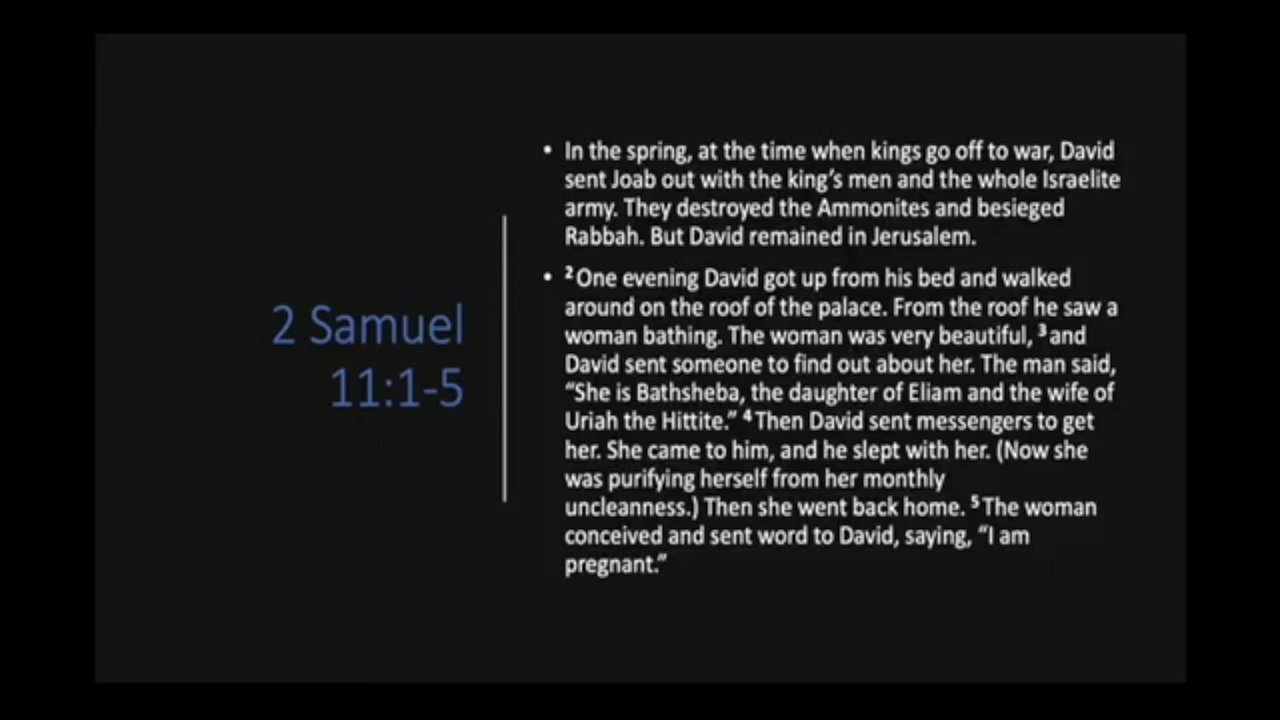 2 Samuel
11:1-5
• In the spring, at the time when kings go off to war, David
sent Joab out with the king’s men and the whole Israelite
army. They destroyed the Ammonites and besieged
Rabbah. But David remained in Jerusalem.
• ²One evening David got up from his bed and walked
around on the roof of the palace. From the roof he saw a
woman bathing. The woman was very beautiful, ³and
David sent someone to find out about her. The man said,
“She is Bathsheba, the daughter of Eliam and the wife of
Uriah the Hittite.” ⁴Then David sent messengers to get
her. She came to him, and he slept with her. (Now she
was purifying herself from her monthly
uncleanness.) Then she went back home. ⁵The woman
conceived and sent word to David, saying, “I am
pregnant.”